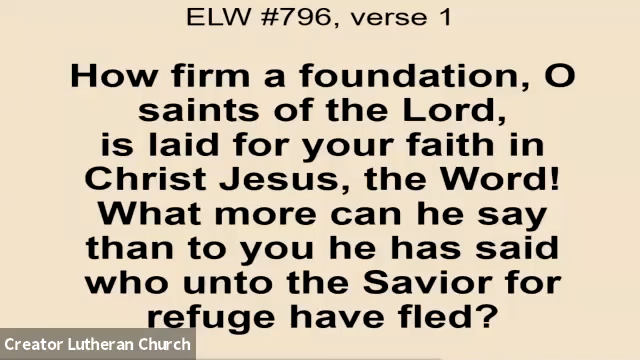 ELW #796, verse 1
How firm a foundation, O
saints of the Lord,
is laid for your faith in
Christ Jesus, the Word!
What more can he say
than to you he has said
who unto the Savior for
refuge have fled?
Creator Lutheran Church